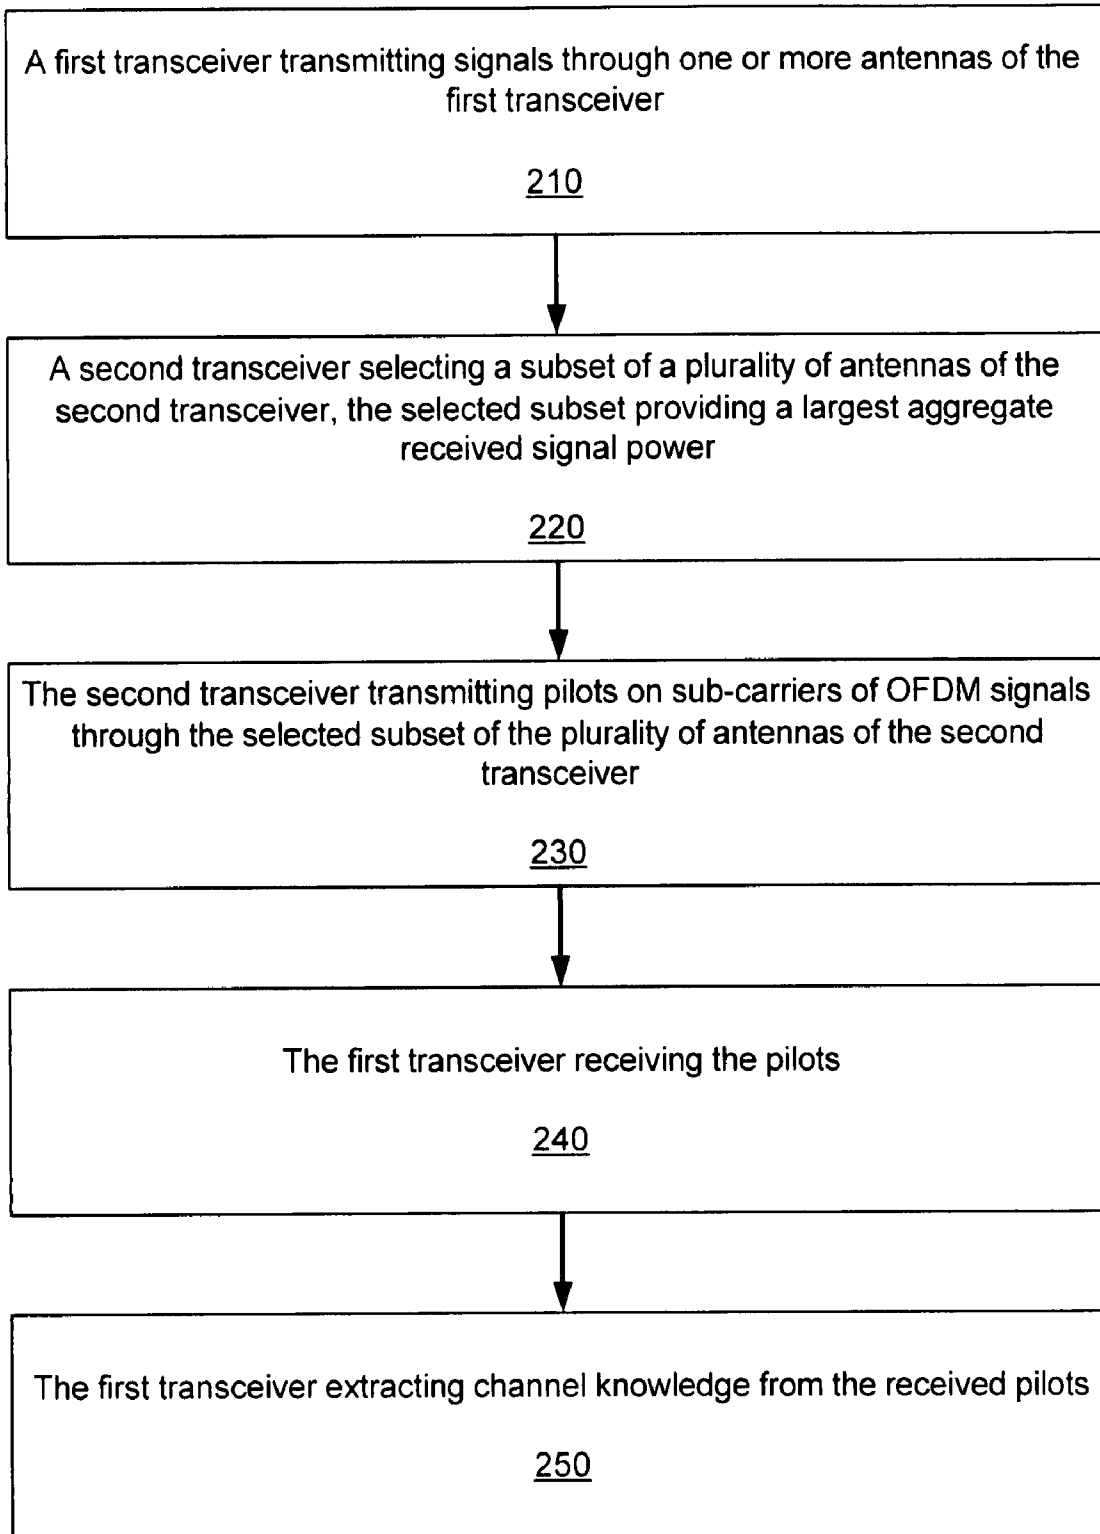 A first transceiver transmitting signals through one or more antennas of the
first transceiver
210
A second transceiver selecting a subset of a plurality of antennas of the
second transceiver, the selected subset providing a largest aggregate
received signal power
220
The second transceiver transmitting pilots on sub-carriers of OFDM signals
through the selected subset of the plurality of antennas of the second
transceiver
230
The first transceiver receiving the pilots
240
The first transceiver extracting channel knowledge from the received pilots
250